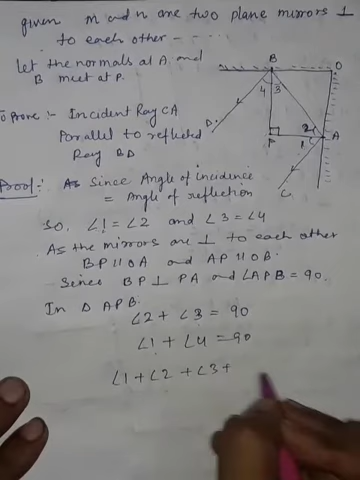 given m and n are two plane mirrors ⊥
to each other - - - ..
Let the normals at A and
B meet at P.
To Prove :- Incident Ray CA
Parallel to reflected
Ray BD
Proof :- As Since Angle of incidence
= Angle of reflection
So, ∠1 = ∠2 and ∠3 = ∠4
As the mirrors are ⊥ to each other
BP || OA and AP || OB.
Since BP ⊥ PA and ∠APB = 90.
In Δ APB.
∠2 + ∠3 = 90
∠1 + ∠4 = 90
∠1 + ∠2 + ∠3 +
B
O
4
3
D
P
2
1
A
C